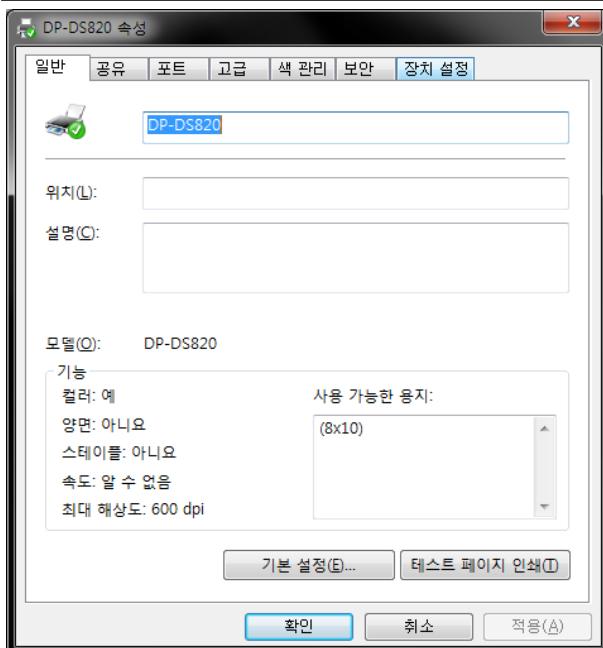 DP-DS820 속성
일반 공유 포트 고급 색 관리 보안 장치 설정
DP-DS820
위치(L):
설명(C):
모델(O): DP-DS820
기능
컬러: 예
사용 가능한 용지:
양면: 아니요
(8x10)
스테이플: 아니요
속도: 알 수 없음
최대 해상도: 600 dpi
기본 설정(E)... 테스트 페이지 인쇄(T)
확인 취소 적용(A)